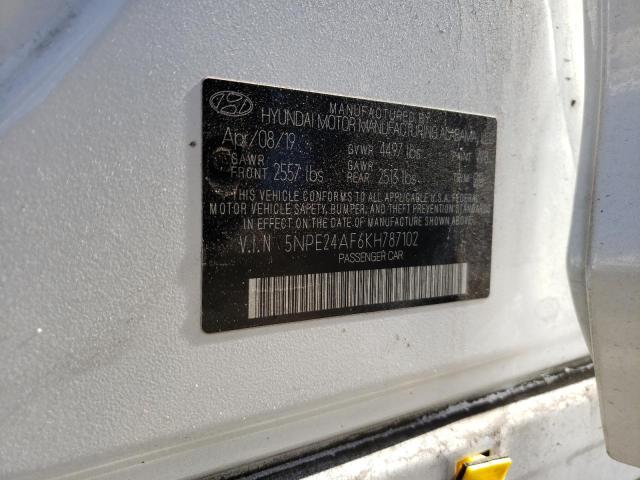 MANUFACTURED BY
HYUNDAI MOTOR MANUFACTURING ALABAMA,
Apr/08/19 GVWR 4497 lbs PAINT
GAWR GAWR
FRONT 2557 lbs REAR 2513 lbs TRIM
THIS VEHICLE CONFORMS TO ALL APPLICABLE U.S.A FEDERAL
MOTOR VEHICLE SAFETY, BUMPER, AND THEFT PREVENTION STANDARDS
IN EFFECT ON THE DATE OF MANUFACTURE SHOWN ABOVE.
V.I.N 5NPE24AF6KH787102
PASSENGER CAR